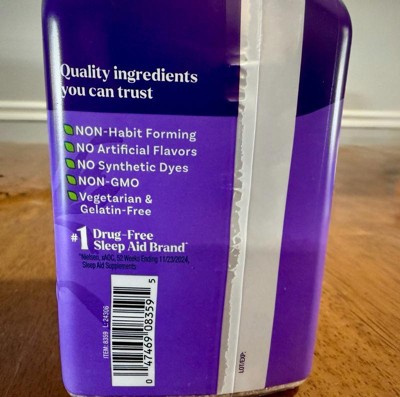 Quality ingredients
you can trust
NON-Habit Forming
NO Artificial Flavors
NO Synthetic Dyes
NON-GMO
Vegetarian &
Gelatin-Free
#1 Drug-Free
Sleep Aid Brand*
*Nielsen, xAOC, 52 Weeks Ending 11/23/2024,
Sleep Aid Supplements
ITEM: 8359 L. 24306
0 47469 08359 5
LOT/EXP: